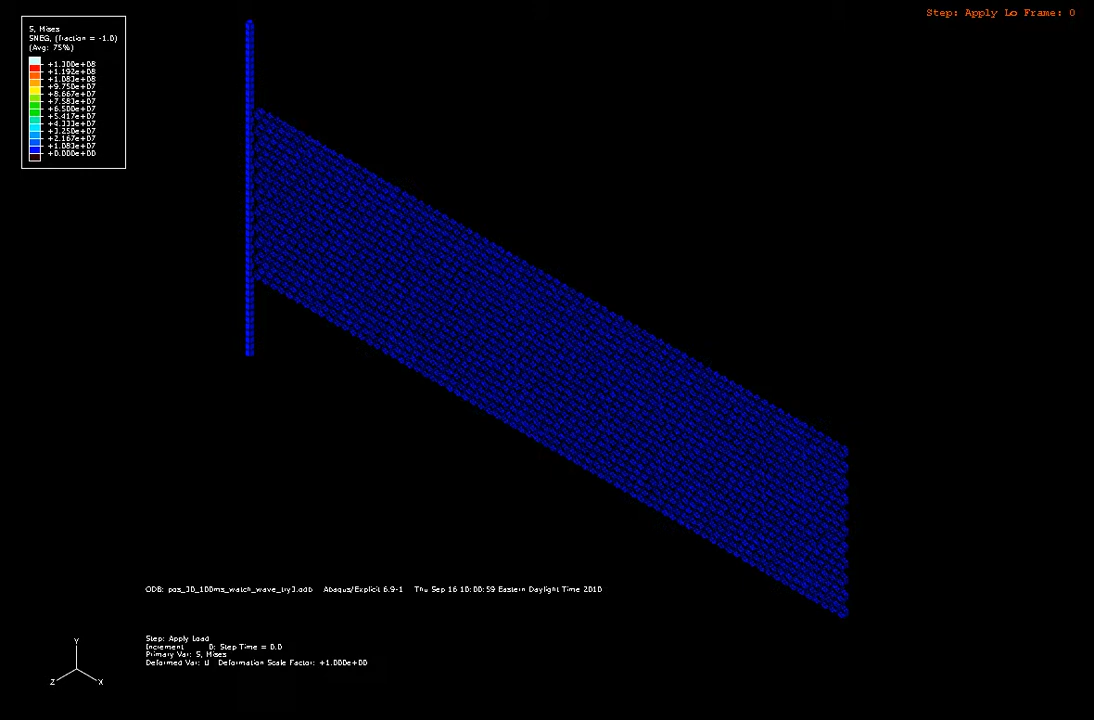 Step: Apply Lo Frame: 0
S, Mises
SNEG, (fraction = -1.0)
(Avg: 75%)
+1.300e+08
+1.192e+08
+1.083e+08
+9.750e+07
+8.667e+07
+7.583e+07
+6.500e+07
+5.417e+07
+4.333e+07
+3.250e+07
+2.167e+07
+1.083e+07
+0.000e+00
ODB: pos_30_100ms_watch_wave_try3.odb Abaqus/Explicit 6.9-1 Thu Sep 16 10:00:59 Eastern Daylight Time 2010
Step: Apply Load
Increment 0: Step Time = 0.0
Primary Var: S, Mises
Deformed Var: U Deformation Scale Factor: +1.000e+00
Y
Z X